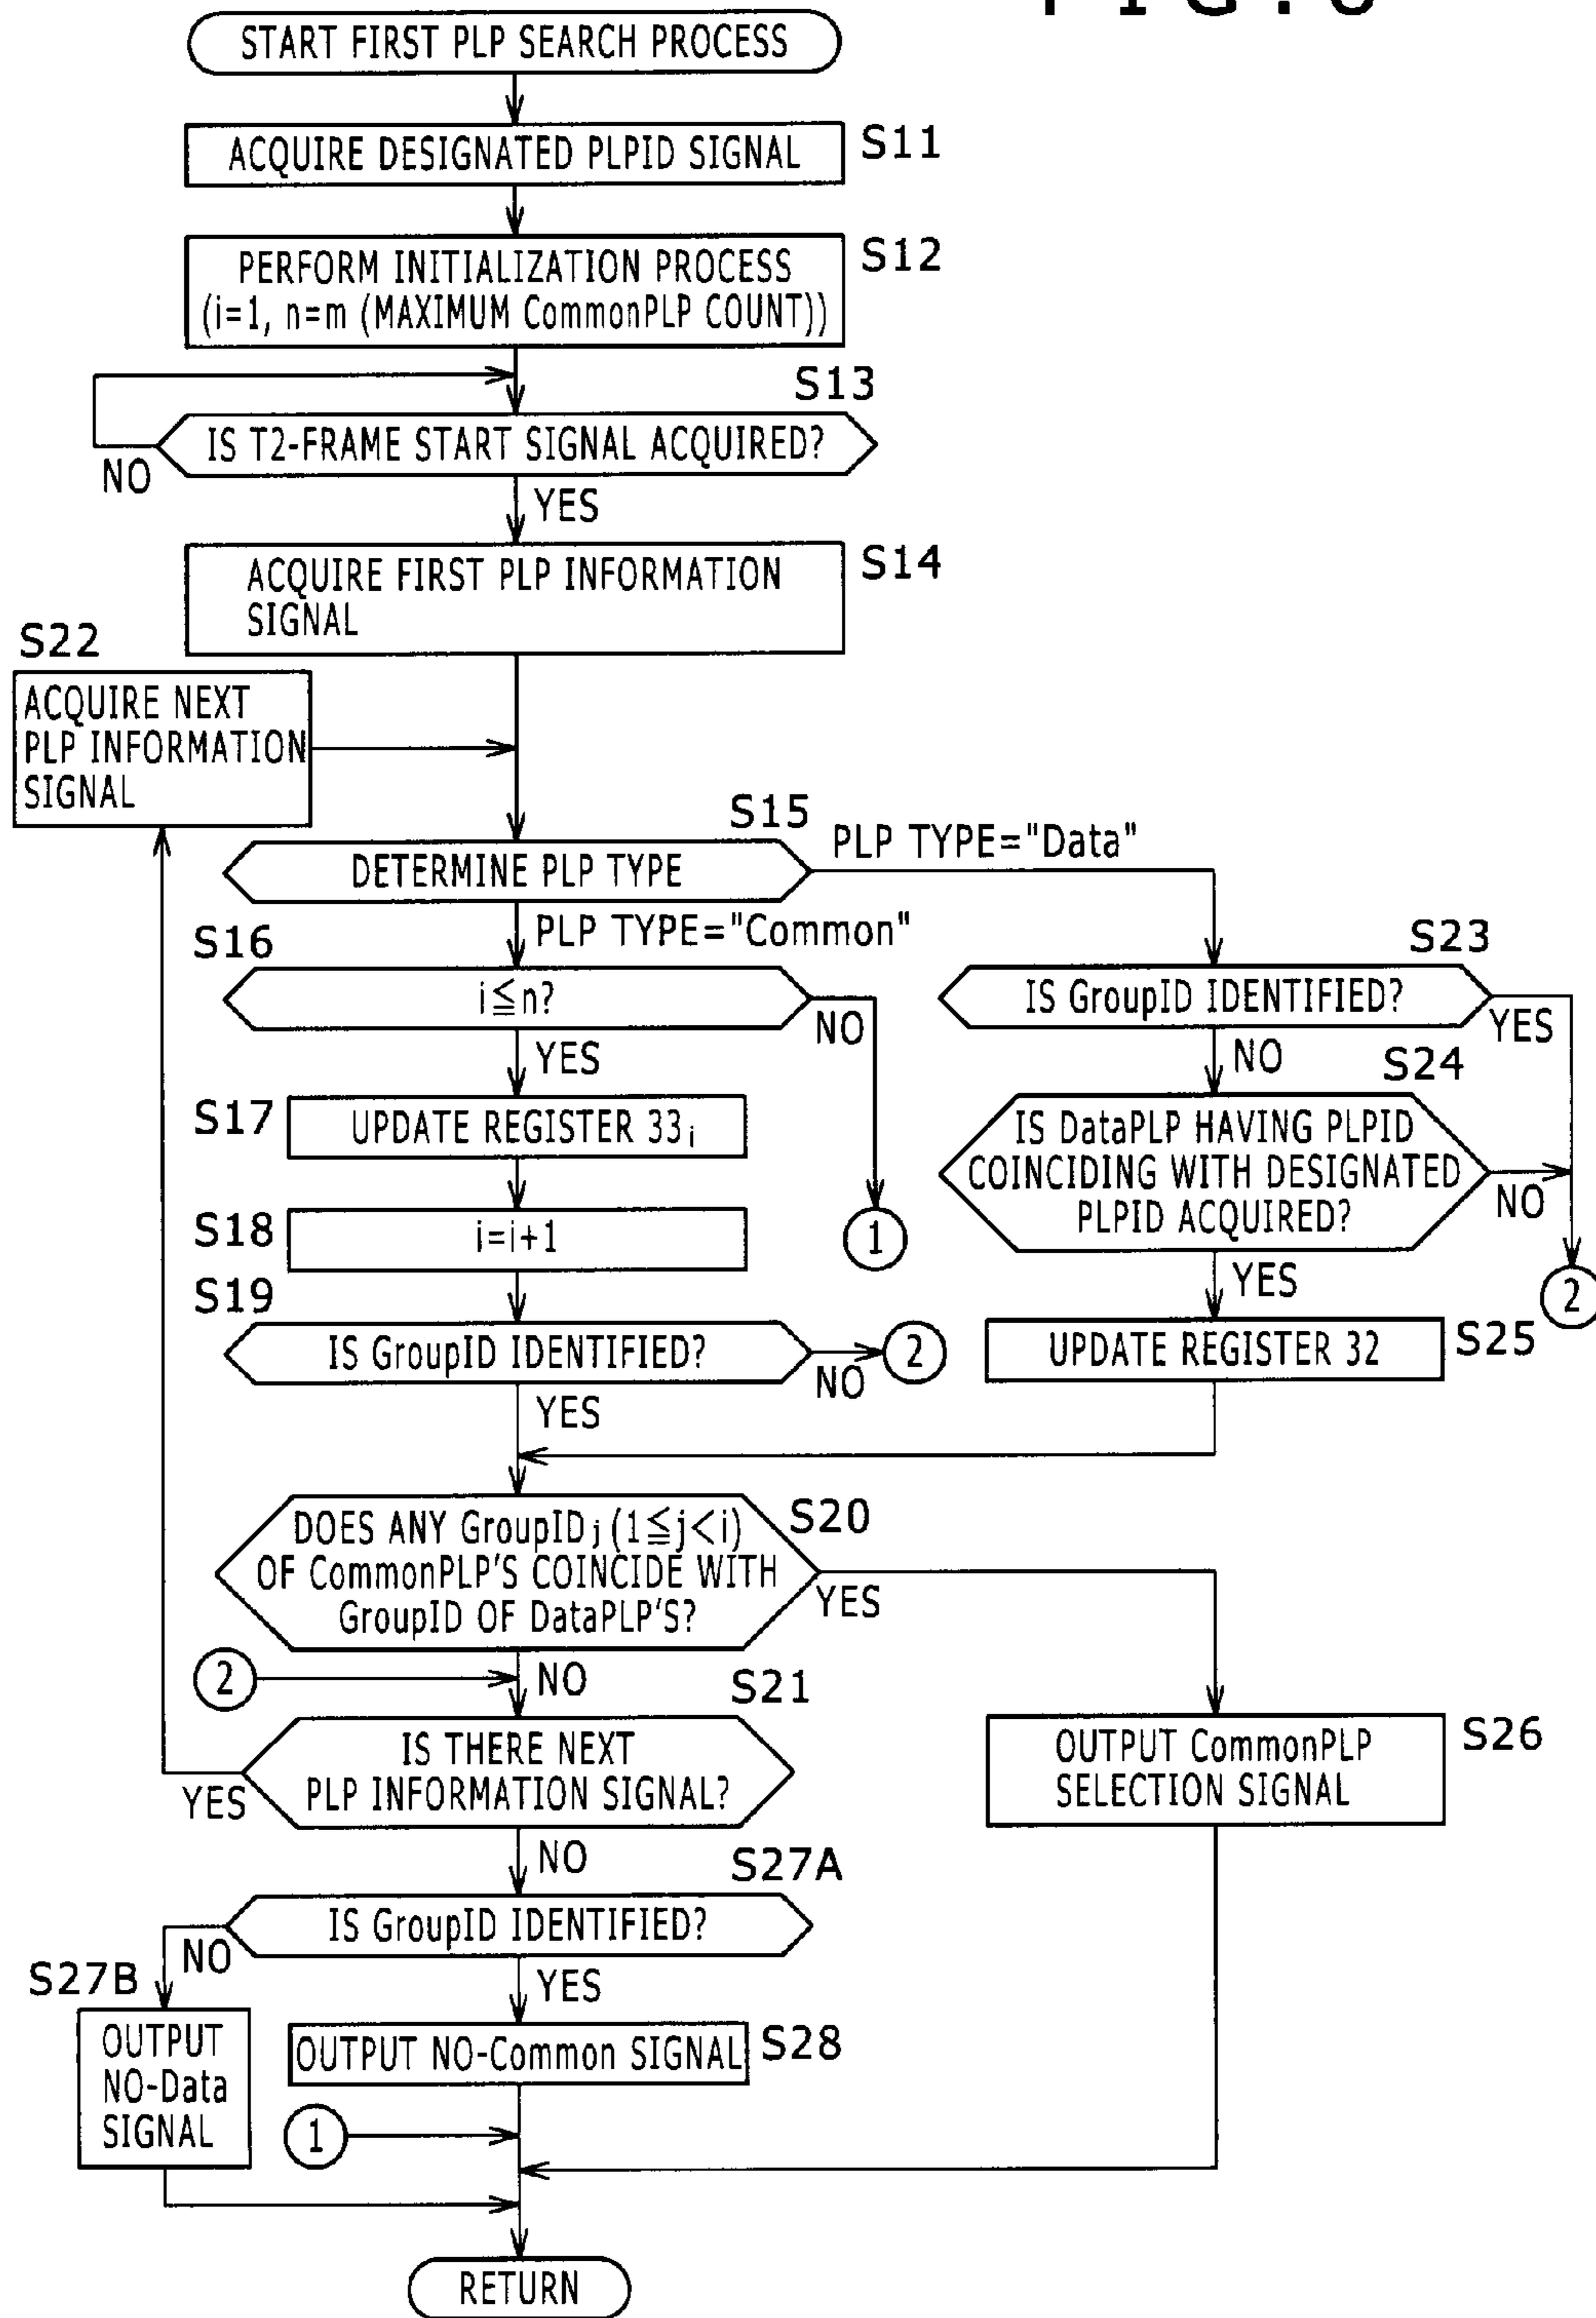 START FIRST PLP SEARCH PROCESS
ACQUIRE DESIGNATED PLPID SIGNAL
S11
PERFORM INITIALIZATION PROCESS
(i=1, n=m (MAXIMUM CommonPLP COUNT))
S12
S13
IS T2-FRAME START SIGNAL ACQUIRED?
NO
YES
ACQUIRE FIRST PLP INFORMATION
SIGNAL
S14
S22
ACQUIRE NEXT
PLP INFORMATION
SIGNAL
S15
DETERMINE PLP TYPE
PLP TYPE="Data"
PLP TYPE="Common"
S16
i≦n?
NO
YES
S23
IS GroupID IDENTIFIED?
YES
NO
S24
IS DataPLP HAVING PLPID
COINCIDING WITH DESIGNATED
PLPID ACQUIRED?
NO
YES
2
S17
UPDATE REGISTER 33i
1
S18
i=i+1
S19
IS GroupID IDENTIFIED?
NO
2
YES
UPDATE REGISTER 32
S25
DOES ANY GroupIDj (1≦j<i)
OF CommonPLP'S COINCIDE WITH
GroupID OF DataPLP'S?
S20
YES
NO
2
S21
IS THERE NEXT
PLP INFORMATION SIGNAL?
YES
NO
OUTPUT CommonPLP
SELECTION SIGNAL
S26
S27A
IS GroupID IDENTIFIED?
NO
YES
S27B
OUTPUT
NO-Data
SIGNAL
OUTPUT NO-Common SIGNAL
S28
1
RETURN